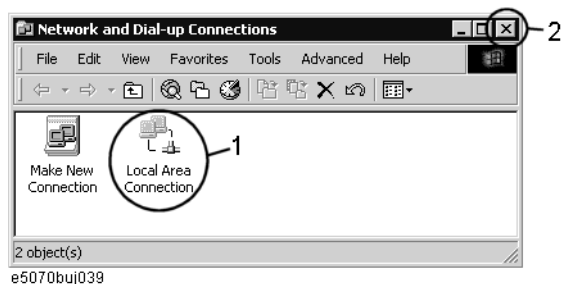 Network and Dial-up Connections
2
File Edit View Favorites Tools Advanced Help
1
Make New
Connection
Local Area
Connection
2 object(s)
e5070buj039